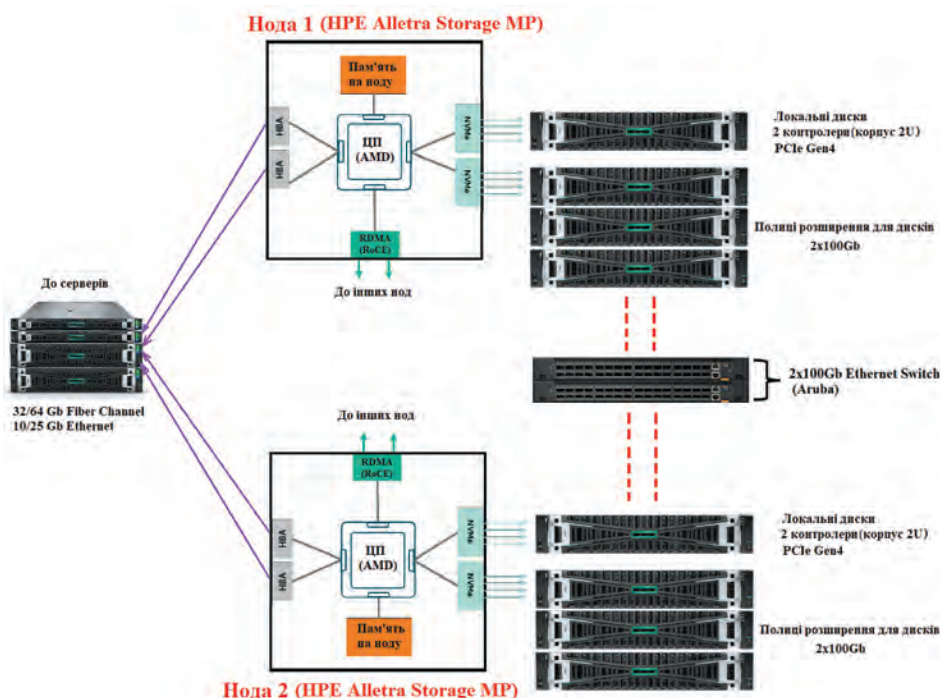 Нода 1 (HPE Alletra Storage MP)
Пам'ять
на ноду
HBA
HBA
ЦП
(AMD)
NVMe
NVMe
RDMA
(RoCE)
До інших нод
Локальні диски
2 контролери(корпус 2U)
PCIe Gen4
Полиці розширення для дисків
2x100Gb
До серверів
32/64 Gb Fiber Channel
10/25 Gb Ethernet
2x100Gb Ethernet Switch
(Aruba)
До інших нод
RDMA
(RoCE)
HBA
HBA
ЦП
(AMD)
NVMe
NVMe
Пам'ять
на ноду
Локальні диски
2 контролери(корпус 2U)
PCIe Gen4
Полиці розширення для дисків
2x100Gb
Нода 2 (HPE Alletra Storage MP)